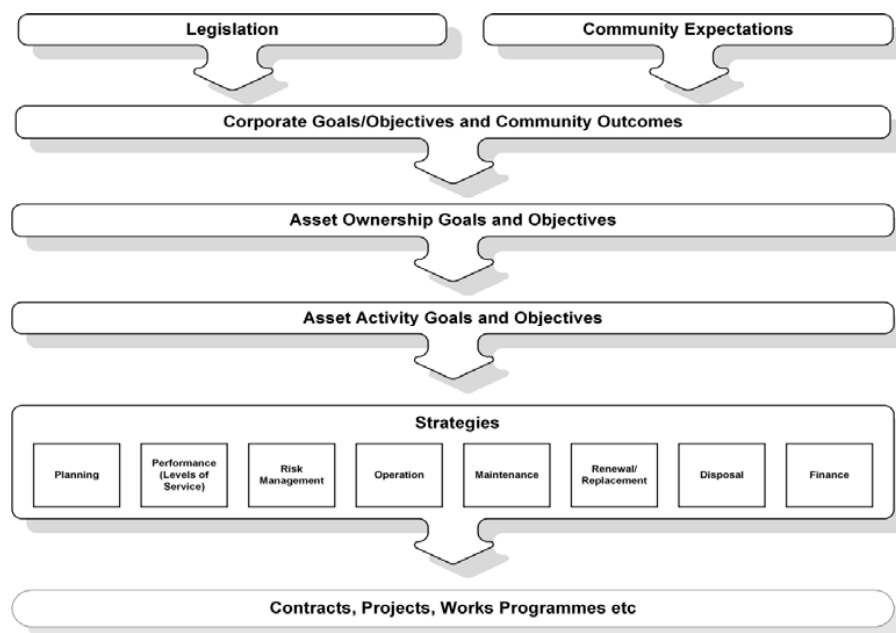 Legislation
Community Expectations
Corporate Goals/Objectives and Community Outcomes
Asset Ownership Goals and Objectives
Asset Activity Goals and Objectives
Strategies
Planning
Performance
(Levels of
Service)
Risk
Management
Operation
Maintenance
Renewal/
Replacement
Disposal
Finance
Contracts, Projects, Works Programmes etc